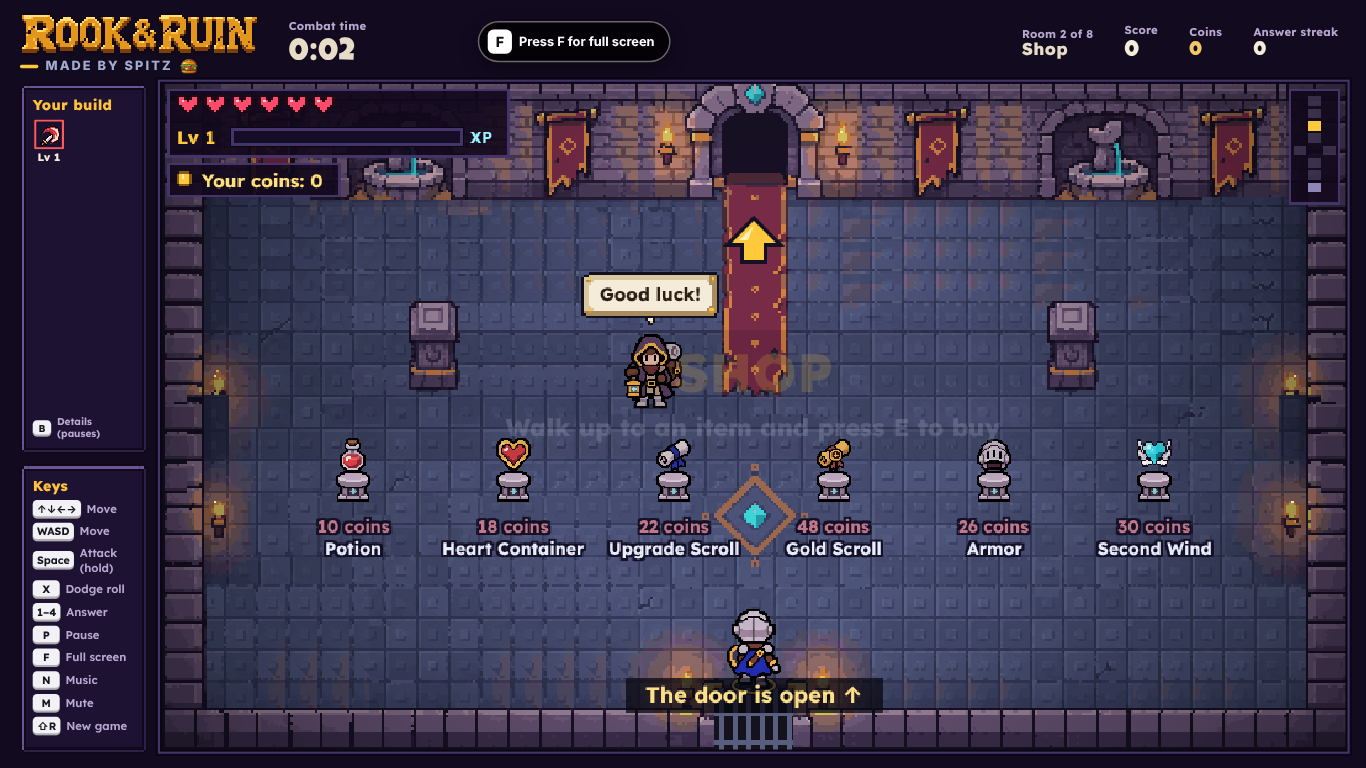 ROOK & RUIN
MADE BY SPITZ
Combat time
0:02
F Press F for full screen
Room 2 of 8
Shop
Score
0
Coins
0
Answer streak
0
Your build
Lv 1
B Details
(pauses)
Keys
↑↓←→ Move
WASD Move
Space Attack
(hold)
X Dodge roll
1–4 Answer
P Pause
F Full screen
N Music
M Mute
⇧R New game
Lv 1 XP
Your coins: 0
Good luck!
SHOP
Walk up to an item and press E to buy
10 coins
Potion
18 coins
Heart Container
22 coins
Upgrade Scroll
48 coins
Gold Scroll
26 coins
Armor
30 coins
Second Wind
The door is open ↑